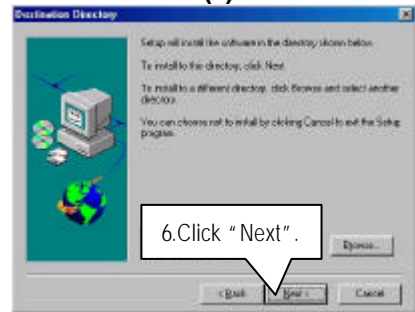 Destination Directory
Setup will install the software in the directory shown below.
To install to this directory, click Next.
To install to a different directory, click Browse and select another
directory.
You can choose not to install by clicking Cancel to exit the Setup
program.
6.Click “Next”.
Browse...
< Back
Next >
Cancel